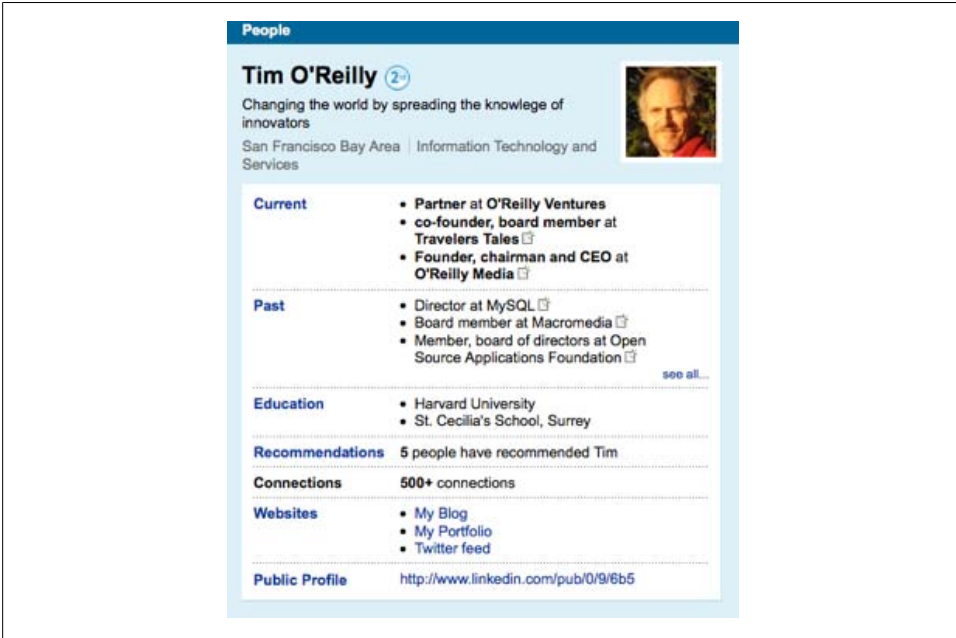 People
Tim O'Reilly 2nd
Changing the world by spreading the knowlege of
innovators
San Francisco Bay Area | Information Technology and
Services
Current
• Partner at O'Reilly Ventures
• co-founder, board member at
Travelers Tales
• Founder, chairman and CEO at
O'Reilly Media
Past
• Director at MySQL
• Board member at Macromedia
• Member, board of directors at Open
Source Applications Foundation
see all...
Education
• Harvard University
• St. Cecilia's School, Surrey
Recommendations 5 people have recommended Tim
Connections 500+ connections
Websites
• My Blog
• My Portfolio
• Twitter feed
Public Profile http://www.linkedin.com/pub/0/9/6b5